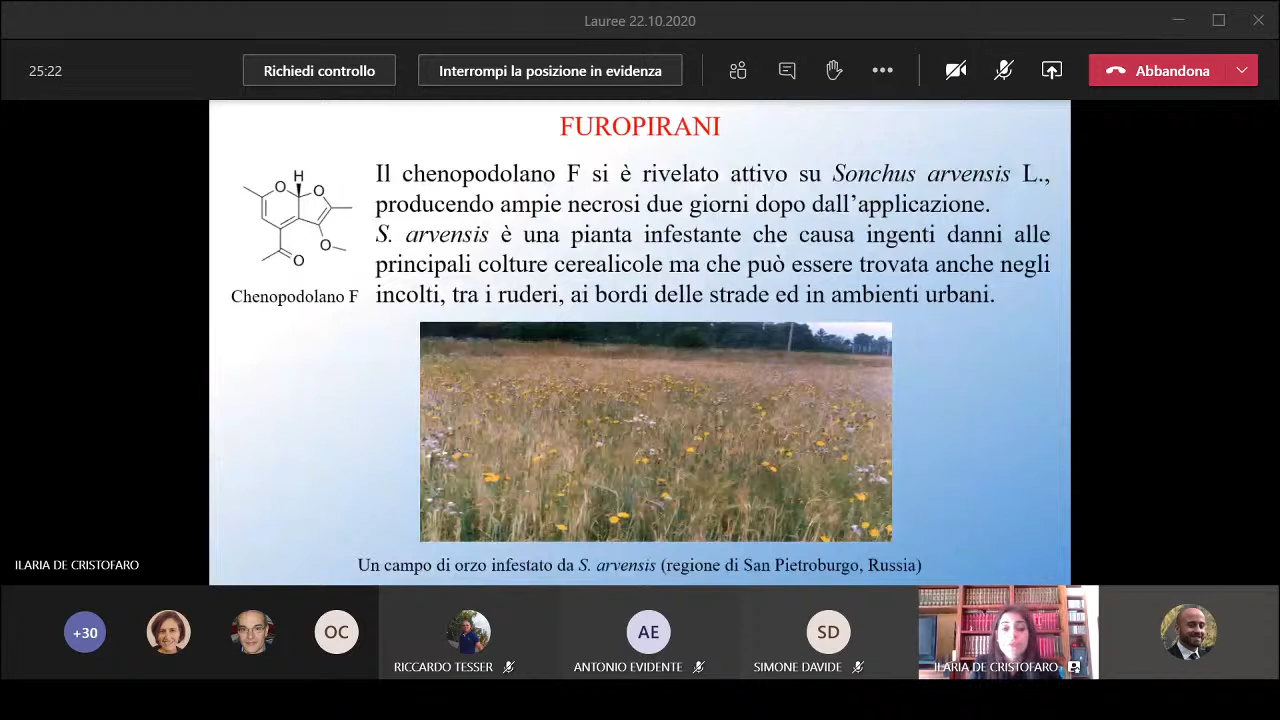 Lauree 22.10.2020
25:22
Richiedi controllo
Interrompi la posizione in evidenza
Abbandona
FUROPIRANI
H
O
O
O
O
Chenopodolano F
Il chenopodolano F si è rivelato attivo su Sonchus arvensis L.,
producendo ampie necrosi due giorni dopo dall'applicazione.
S. arvensis è una pianta infestante che causa ingenti danni alle
principali colture cerealicole ma che può essere trovata anche negli
incolti, tra i ruderi, ai bordi delle strade ed in ambienti urbani.
Un campo di orzo infestato da S. arvensis (regione di San Pietroburgo, Russia)
ILARIA DE CRISTOFARO
+30
OC
RICCARDO TESSER
AE
ANTONIO EVIDENTE
SD
SIMONE DAVIDE
ILARIA DE CRISTOFARO